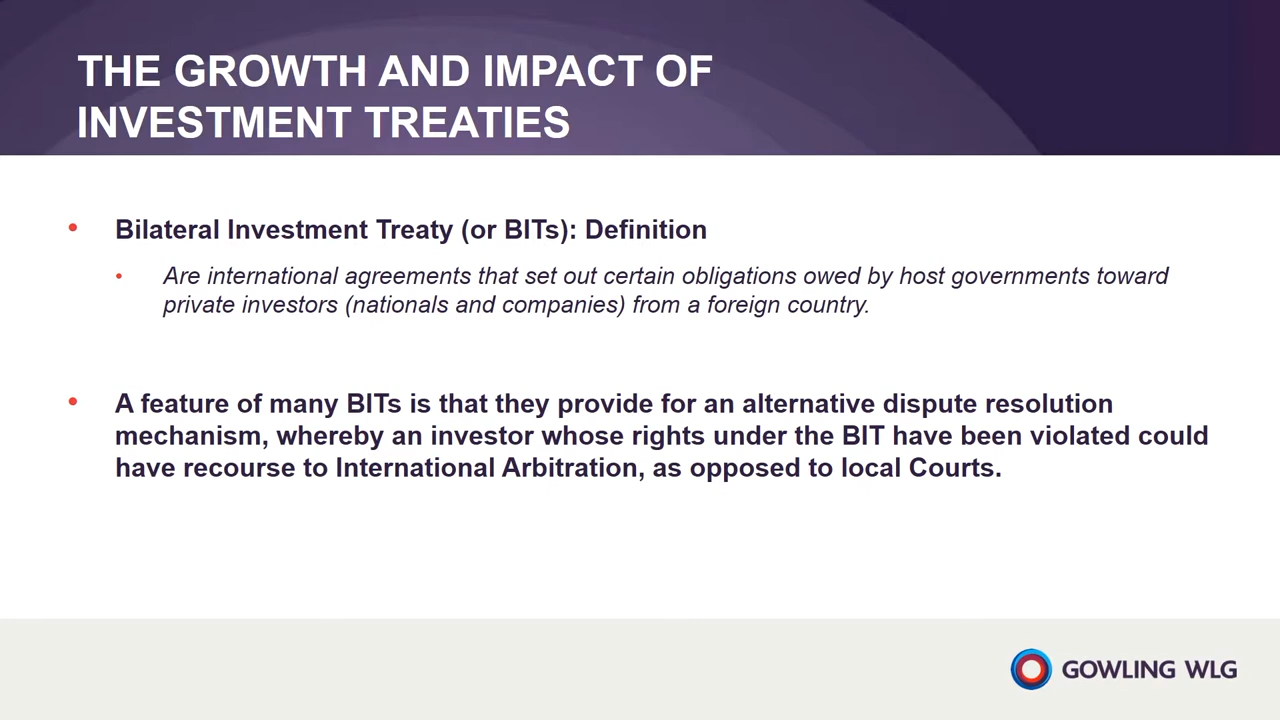 THE GROWTH AND IMPACT OF
INVESTMENT TREATIES
• Bilateral Investment Treaty (or BITs): Definition
• Are international agreements that set out certain obligations owed by host governments toward
private investors (nationals and companies) from a foreign country.
• A feature of many BITs is that they provide for an alternative dispute resolution
mechanism, whereby an investor whose rights under the BIT have been violated could
have recourse to International Arbitration, as opposed to local Courts.
GOWLING WLG